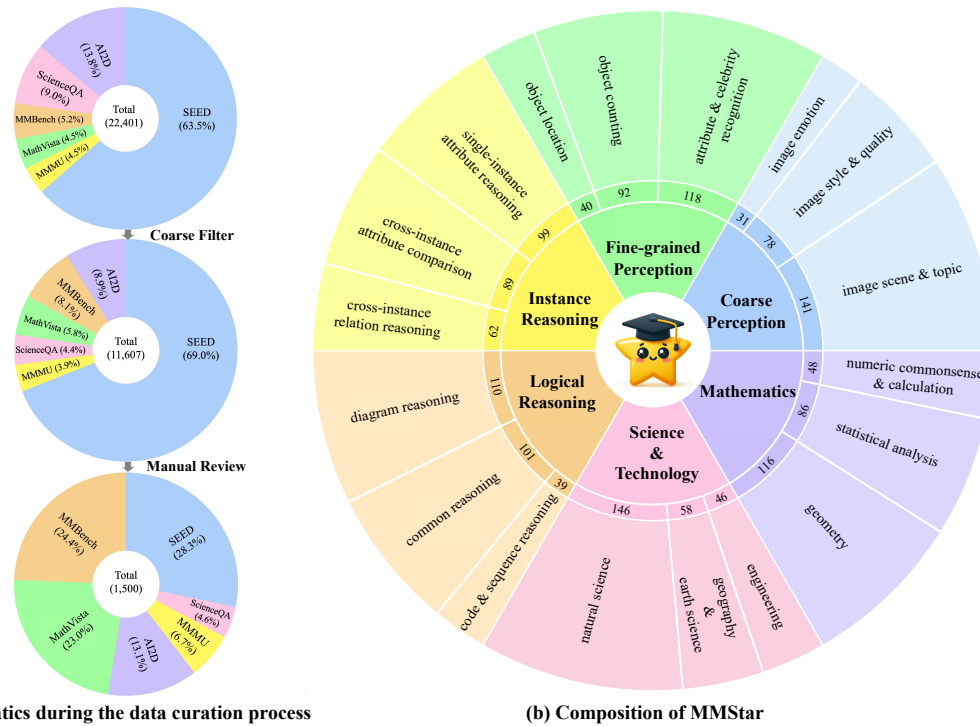 AI2D
(13.8%)
ScienceQA
(9.0%)
MMBench (5.2%)
MathVista (4.5%)
MMMU (4.5%)
Total
(22,401)
SEED
(63.5%)
Coarse Filter
AI2D
(8.9%)
MMBench
(8.1%)
MathVista (5.8%)
ScienceQA (4.4%)
MMMU (3.9%)
Total
(11,607)
SEED
(69.0%)
Manual Review
MMBench
(24.4%)
SEED
(28.3%)
Total
(1,500)
ScienceQA
(4.6%)
MMMU
(6.7%)
AI2D
(13.1%)
MathVista
(23.0%)
tics during the data curation process
object location
object counting
attribute & celebrity
recognition
40
92
118
Fine-grained
Perception
image emotion
image style & quality
image scene & topic
31
78
141
Coarse
Perception
single-instance
attribute reasoning
cross-instance
attribute comparison
cross-instance
relation reasoning
99
89
62
Instance
Reasoning
diagram reasoning
common reasoning
code & sequence reasoning
110
101
39
Logical
Reasoning
numeric commonsense
& calculation
statistical analysis
geometry
48
86
116
Mathematics
Science
&
Technology
146
58
46
natural science
geography
&
earth science
engineering
(b) Composition of MMStar